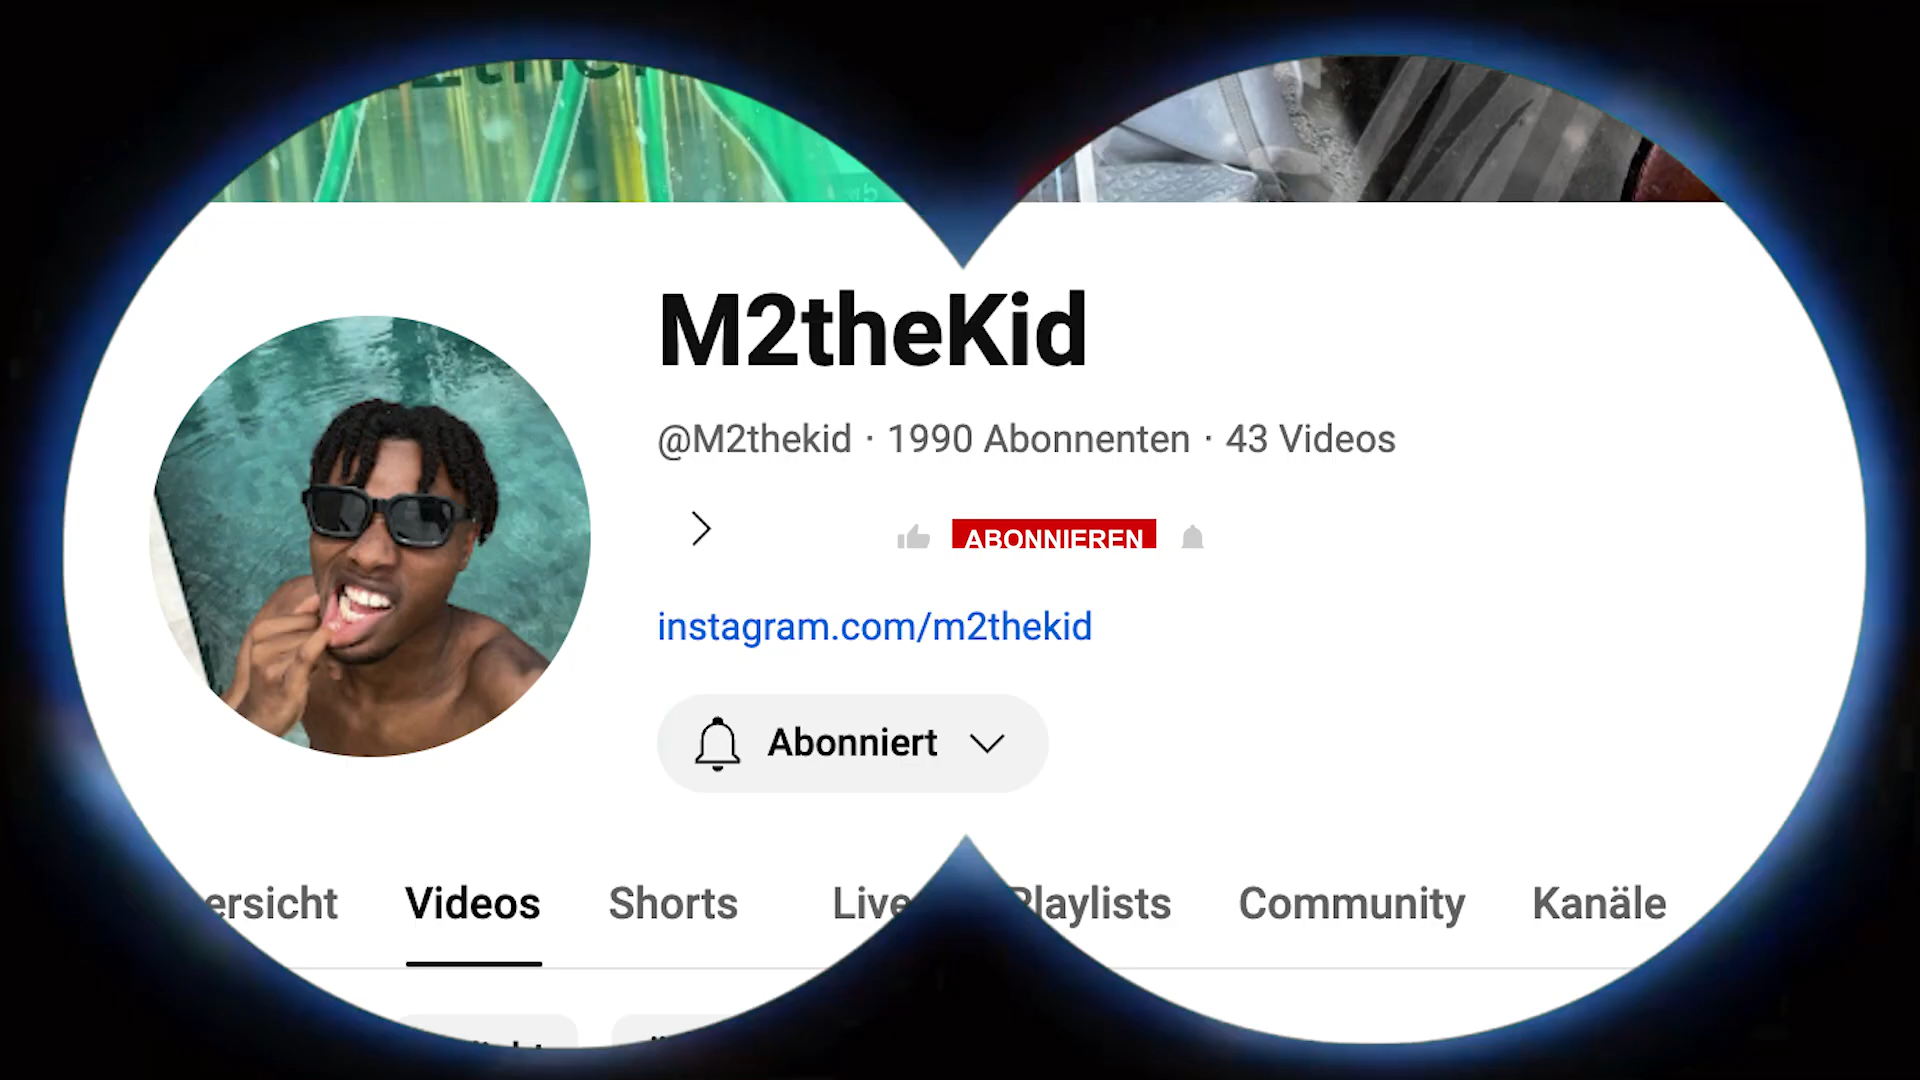 M2theKid
@M2thekid · 1990 Abonnenten · 43 Videos
ABONNIEREN
instagram.com/m2thekid
Abonniert
ersicht Videos Shorts Live Playlists Community Kanäle